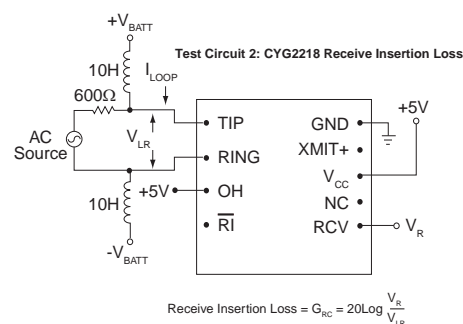 +V_BATT
Test Circuit 2: CYG2218 Receive Insertion Loss
10H
I_LOOP
600Ω
+5V
AC
Source
V_LR
TIP
GND
RING
XMIT+
+5V
OH
V_CC
10H
NC
R̅I̅
RCV
V_R
-V_BATT
Receive Insertion Loss = G_RC = 20Log V_R
V_LR